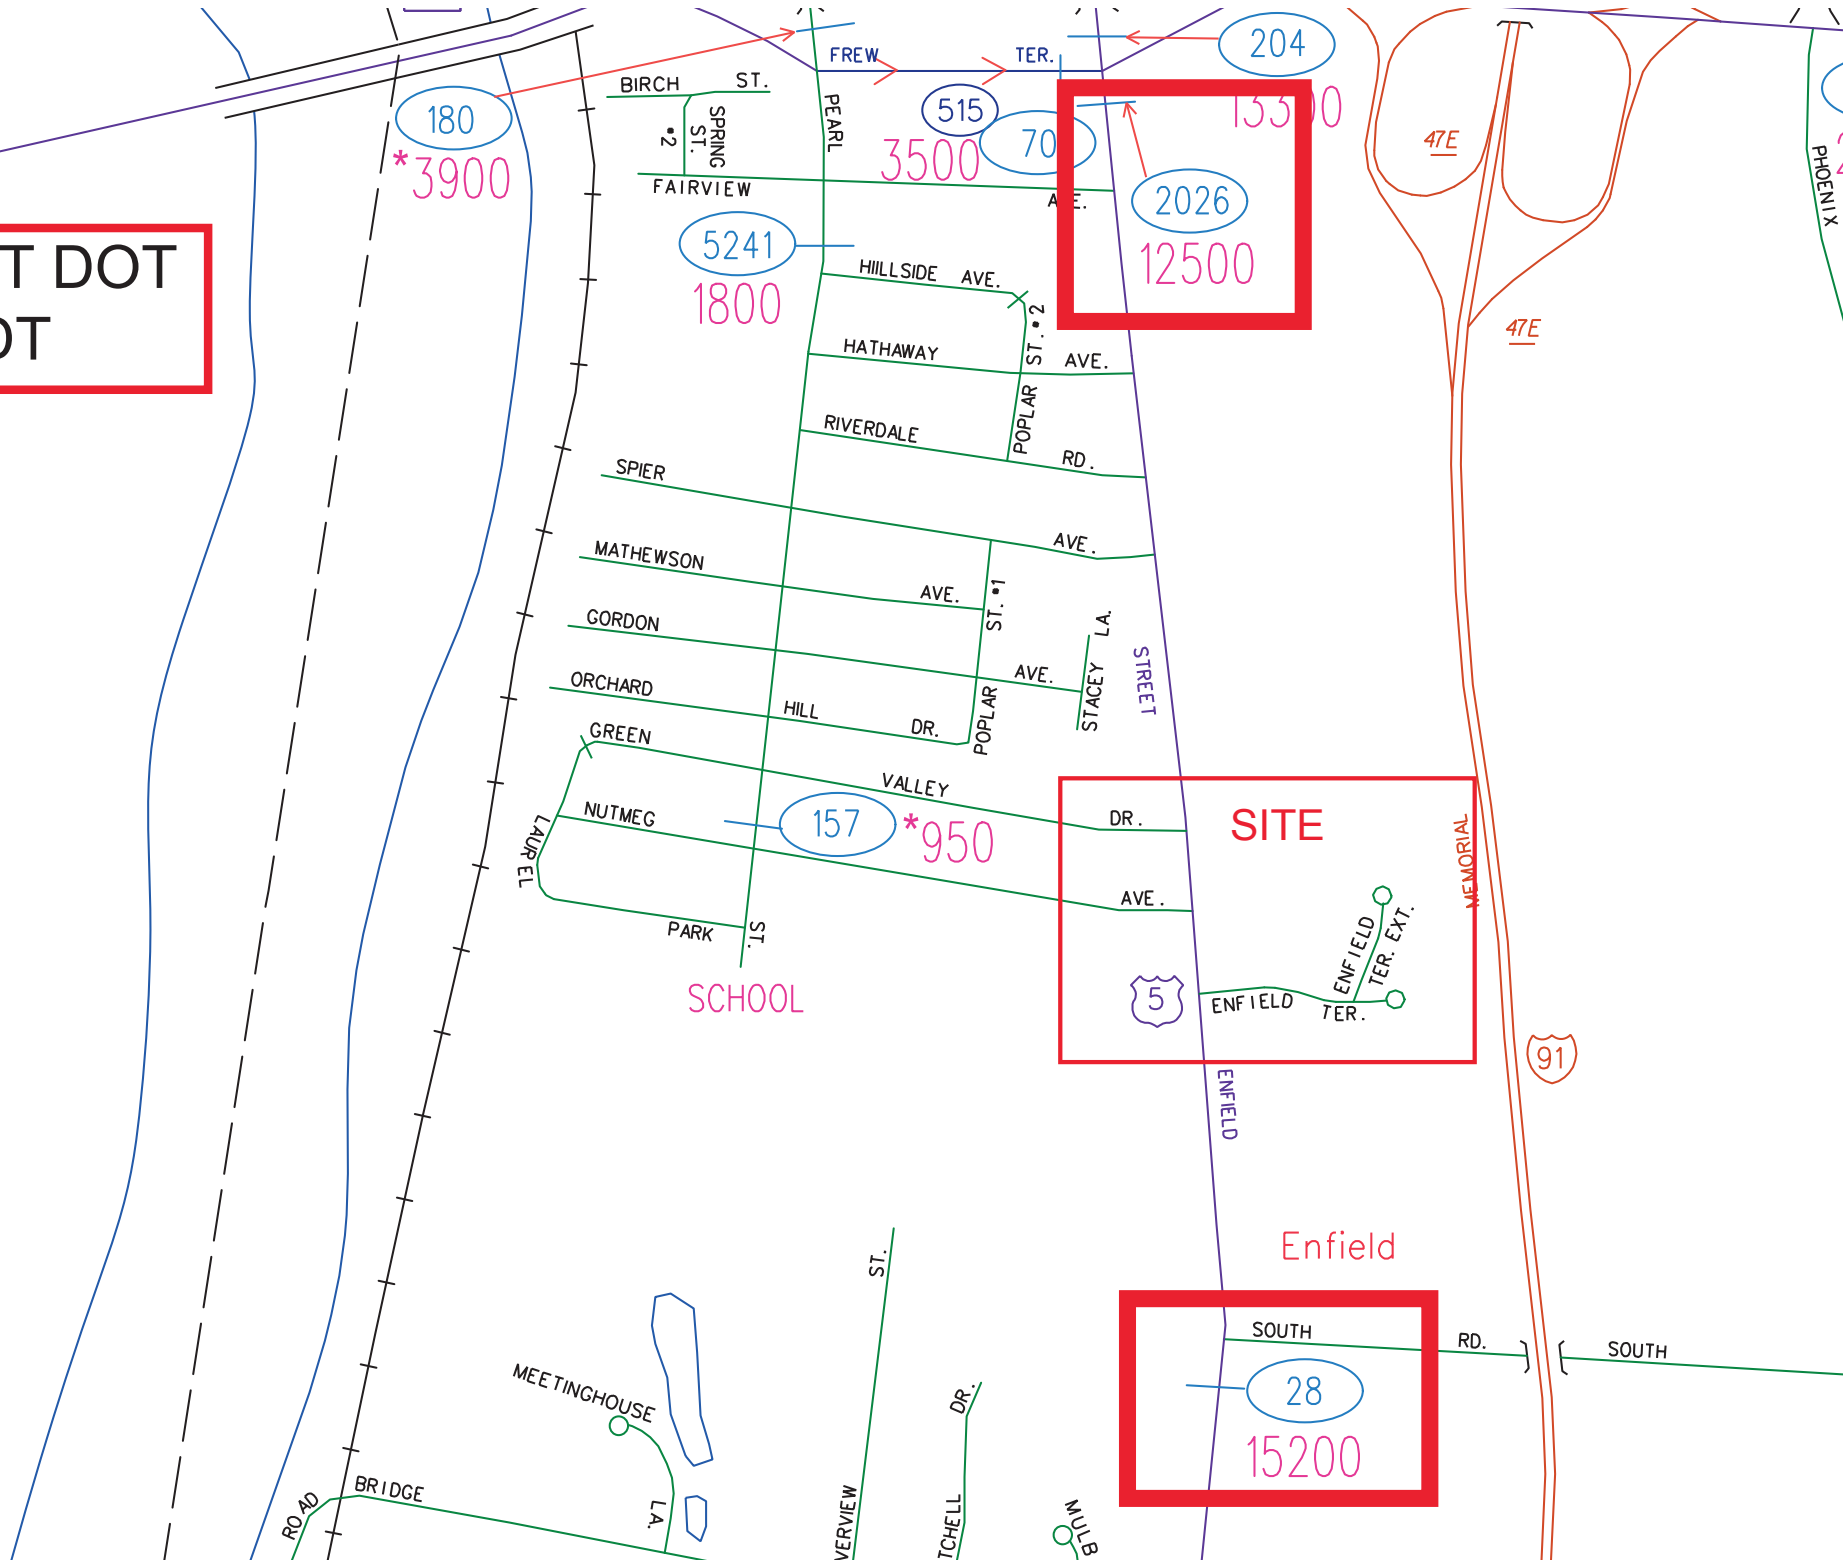 FREW TER.
204
BIRCH ST.
180
*3900
SPRING ST. #2
PEARL
515
70
3500
13300
47E
PHOENIX
FAIRVIEW AVE.
2026
12500
T DOT
OT
5241
1800
HILLSIDE AVE.
ST. #2
47E
HATHAWAY AVE.
POPLAR
RIVERDALE RD.
SPIER AVE.
MATHEWSON AVE.
ST. #1
GORDON AVE.
STACEY LA.
STREET
ORCHARD HILL DR.
POPLAR
GREEN VALLEY DR.
SITE
NUTMEG AVE.
157
*950
LAUREL
MEMORIAL
PARK
ST.
ENFIELD TER. EXT.
SCHOOL
5
ENFIELD TER.
91
ENFIELD
Enfield
ST.
SOUTH RD.
SOUTH
28
15200
MEETINGHOUSE
LA.
DR.
BRIDGE
ROAD
VERVIEW
TCHELL
MULB